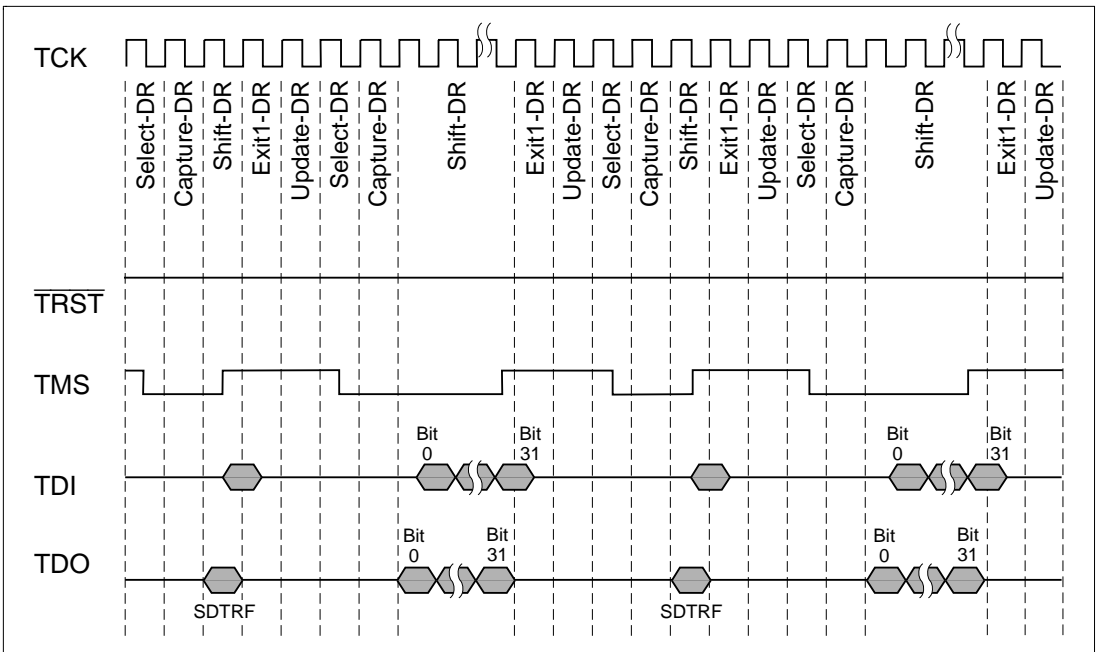 TCK
Select-DR
Capture-DR
Shift-DR
Exit1-DR
Update-DR
Select-DR
Capture-DR
Shift-DR
Exit1-DR
Update-DR
Select-DR
Capture-DR
Shift-DR
Exit1-DR
Update-DR
Select-DR
Capture-DR
Shift-DR
Exit1-DR
Update-DR
TRST
TMS
TDI
Bit
0
Bit
31
Bit
0
Bit
31
TDO
SDTRF
Bit
0
Bit
31
SDTRF
Bit
0
Bit
31